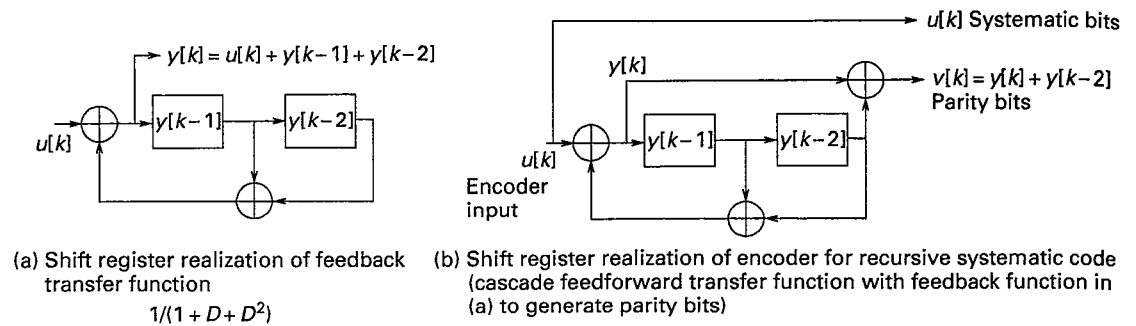 y[k] = u[k] + y[k−1] + y[k−2]
u[k]
y[k−1]
y[k−2]
(a) Shift register realization of feedback
transfer function
1/(1 + D + D²)
u[k] Systematic bits
y[k]
v[k] = y[k] + y[k−2]
Parity bits
u[k]
Encoder
input
y[k−1]
y[k−2]
(b) Shift register realization of encoder for recursive systematic code
(cascade feedforward transfer function with feedback function in
(a) to generate parity bits)